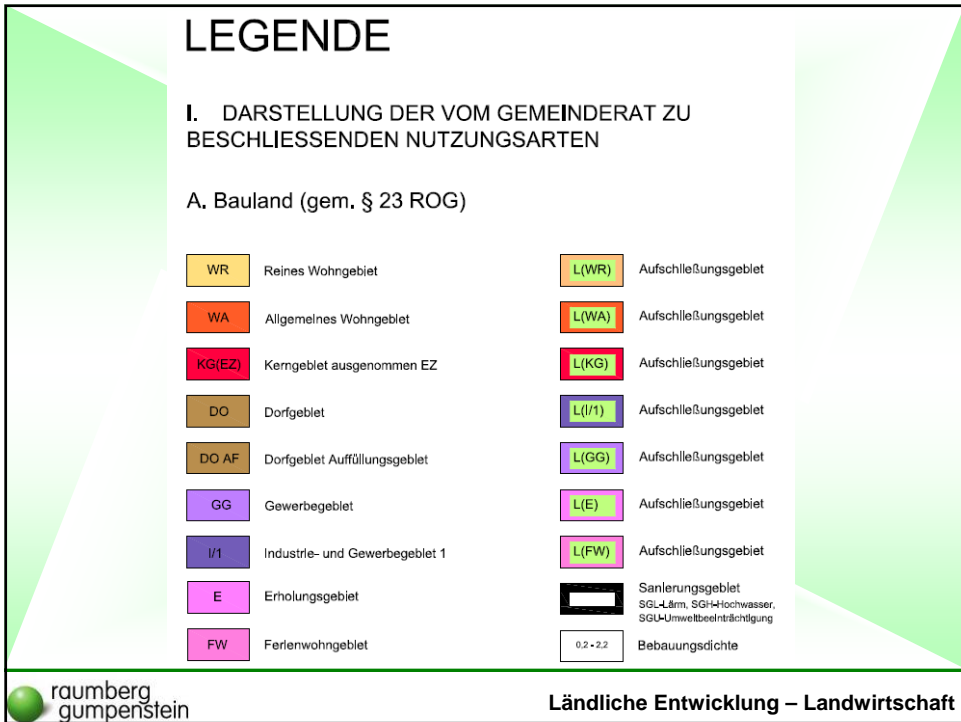 LEGENDE
I. DARSTELLUNG DER VOM GEMEINDERAT ZU
BESCHLIESSENDEN NUTZUNGSARTEN
A. Bauland (gem. § 23 ROG)
WR Reines Wohngebiet
WA Allgemeines Wohngebiet
KG(EZ) Kerngebiet ausgenommen EZ
DO Dorfgebiet
DO AF Dorfgebiet Auffüllungsgebiet
GG Gewerbegebiet
I/1 Industrie- und Gewerbegebiet 1
E Erholungsgebiet
FW Ferienwohngebiet
L(WR) Aufschließungsgebiet
L(WA) Aufschließungsgebiet
L(KG) Aufschließungsgebiet
L(I/1) Aufschließungsgebiet
L(GG) Aufschließungsgebiet
L(E) Aufschließungsgebiet
L(FW) Aufschließungsgebiet
Sanierungsgebiet
SGL-Lärm, SGH-Hochwasser,
SGU-Umweltbeeinträchtigung
0,2 - 2,2 Bebauungsdichte
raumberg
gumpenstein
Ländliche Entwicklung – Landwirtschaft